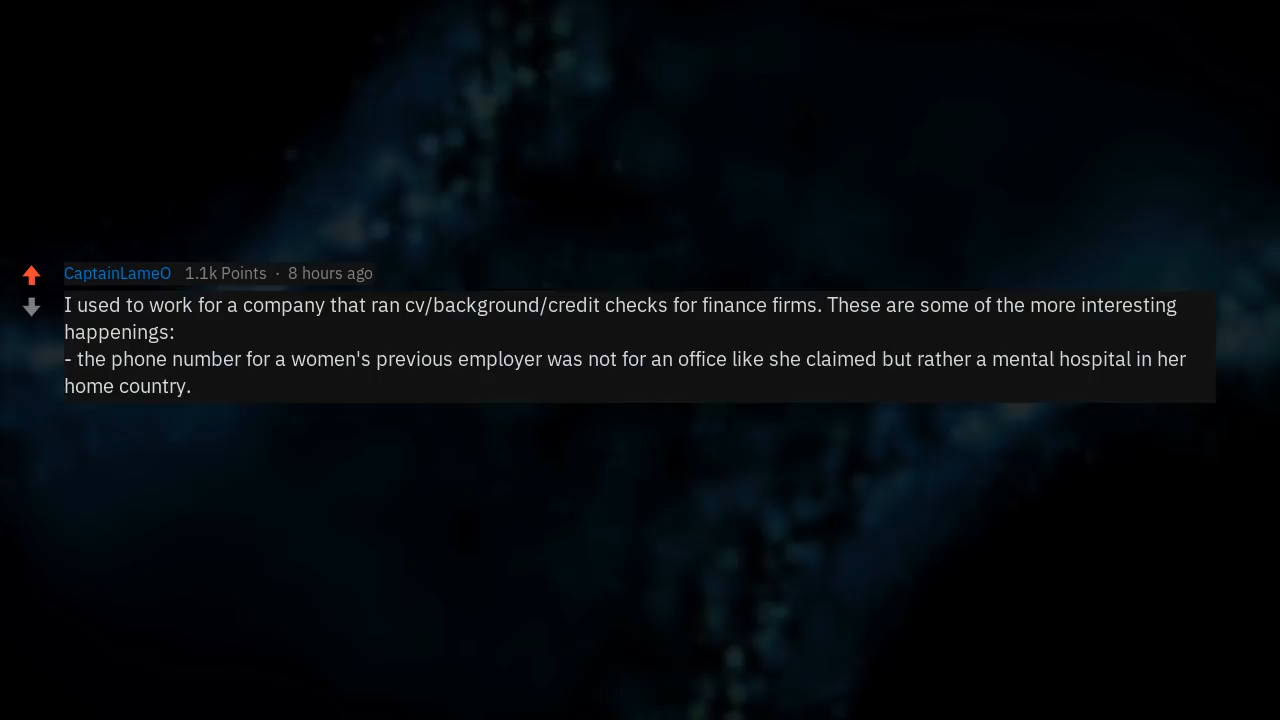 CaptainLameO 1.1k Points · 8 hours ago
I used to work for a company that ran cv/background/credit checks for finance firms. These are some of the more interesting
happenings:
- the phone number for a women's previous employer was not for an office like she claimed but rather a mental hospital in her
home country.